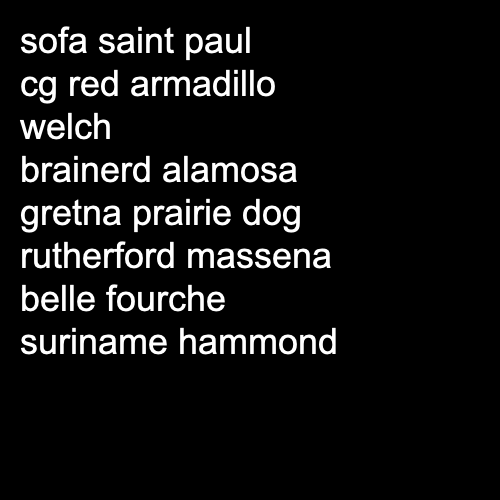 sofa saint paul
cg red armadillo
welch
brainerd alamosa
gretna prairie dog
rutherford massena
belle fourche
suriname hammond